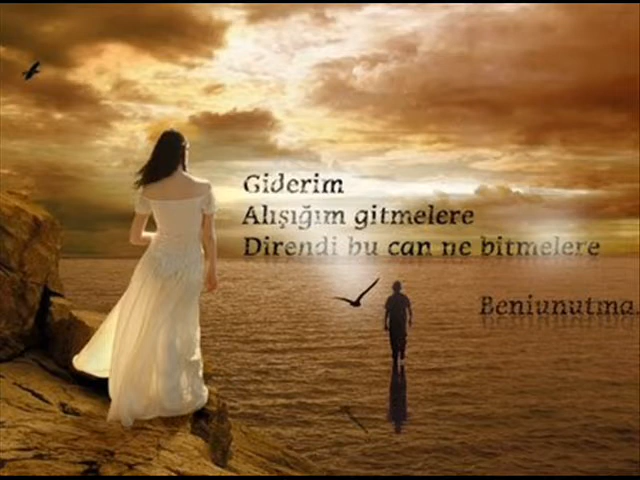 Giderim
Alışığım gitmelere
Direndi bu can ne bitmelere
Beniunutma.